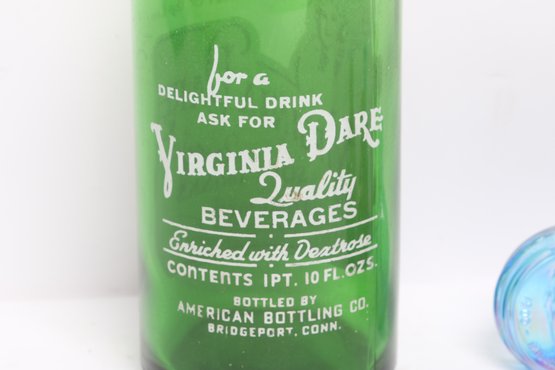 for a
DELIGHTFUL DRINK
ASK FOR
VIRGINIA DARE
Quality
BEVERAGES
Enriched with Dextrose
CONTENTS 1PT. 10 FL.OZS.
BOTTLED BY
AMERICAN BOTTLING CO.
BRIDGEPORT, CONN.